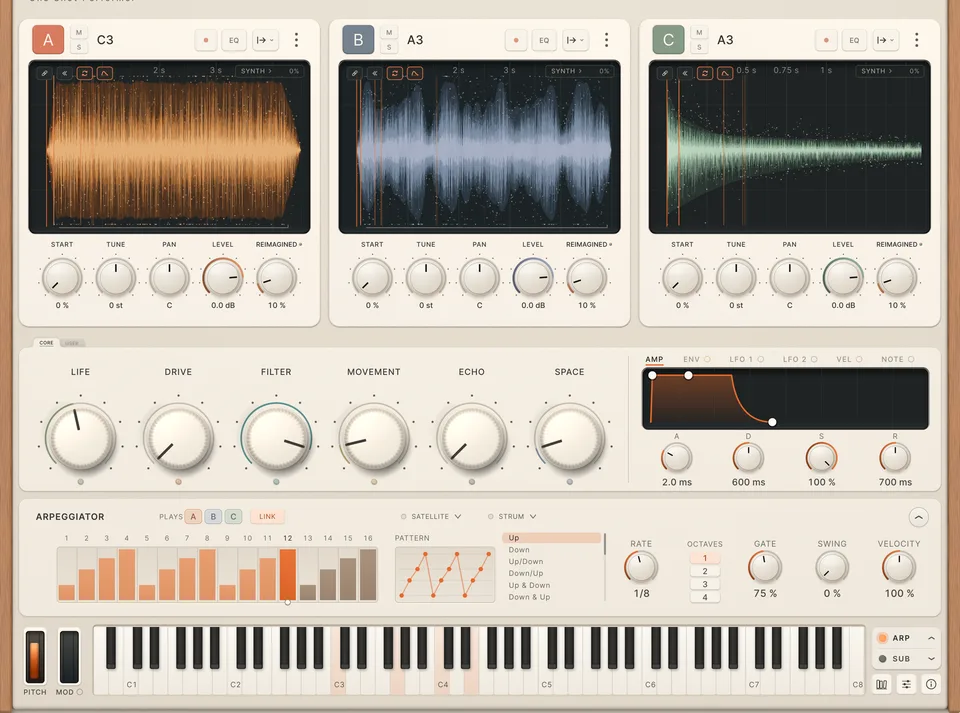 A M S C3 EQ
B M S A3 EQ
C M S A3 EQ
2 s 3 s SYNTH > 0%
2 s 3 s SYNTH > 0%
0.5 s 0.75 s 1 s SYNTH > 0%
START TUNE PAN LEVEL REIMAGINED
0 % 0 st C 0.0 dB 10 %
START TUNE PAN LEVEL REIMAGINED
0 % 0 st C 0.0 dB 10 %
START TUNE PAN LEVEL REIMAGINED
0 % 0 st C 0.0 dB 10 %
CORE
LIFE DRIVE FILTER MOVEMENT ECHO SPACE
AMP ENV LFO 1 LFO 2 VEL NOTE
A D S R
2.0 ms 600 ms 100 % 700 ms
ARPEGGIATOR PLAYS A B C LINK SATELLITE STRUM
1 2 3 4 5 6 7 8 9 10 11 12 13 14 15 16
PATTERN
Up
Down
Up/Down
Down/Up
Up & Down
Down & Up
RATE
1/8
OCTAVES
1
2
3
4
GATE
75 %
SWING
0 %
VELOCITY
100 %
C1 C2 C3 C4 C5 C6 C7 C8
PITCH MOD
ARP
SUB